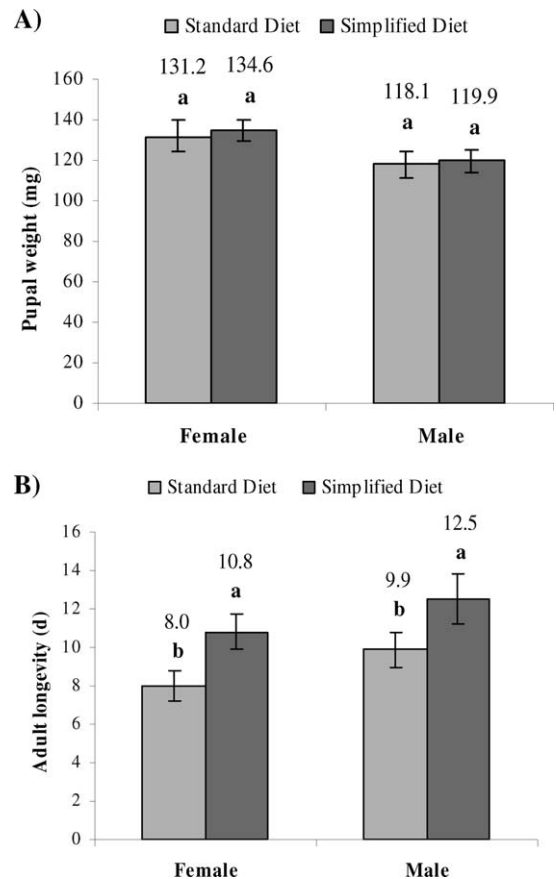 A)
Standard Diet Simplified Diet
160
140
120
100
80
60
40
20
0
Pupal weight (mg)
131.2 134.6
a a
118.1 119.9
a a
Female Male
B)
Standard Diet Simplified Diet
16
14
12
10
8
6
4
2
0
Adult longevity (d)
8.0
b
10.8
a
9.9
b
12.5
a
Female Male